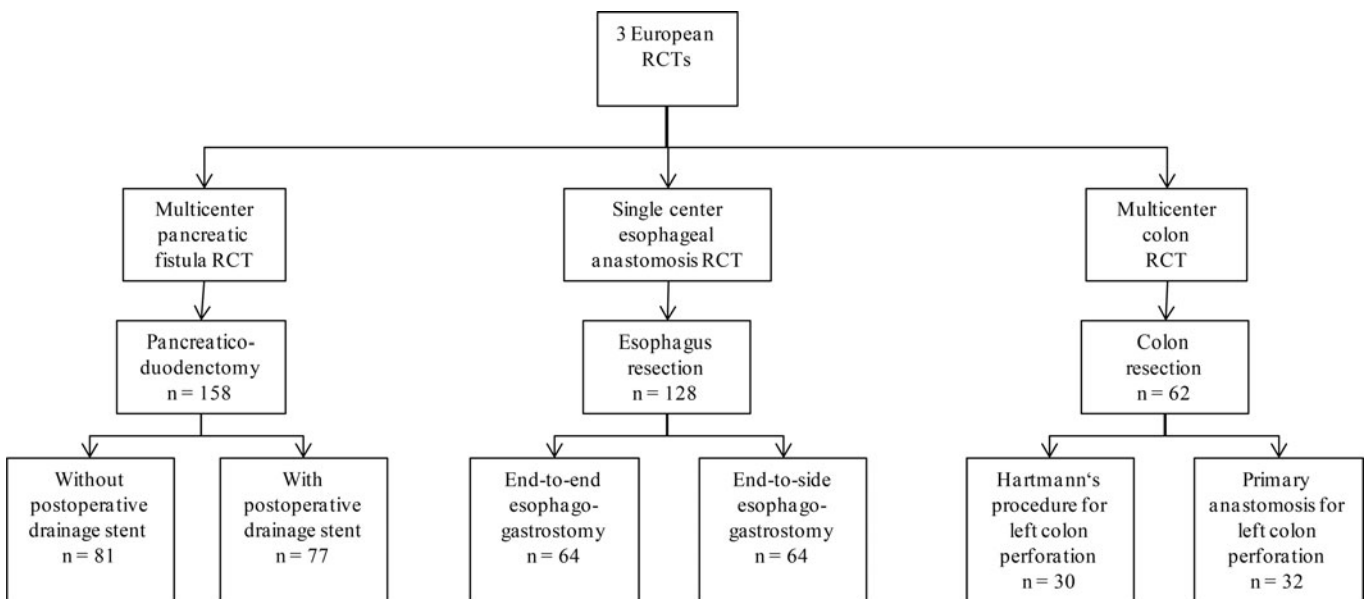 3 European
RCTs
Multicenter
pancreatic
fistula RCT
Single center
esophageal
anastomosis RCT
Multicenter
colon
RCT
Pancreatico-
duodenctomy
n = 158
Esophagus
resection
n = 128
Colon
resection
n = 62
Without
postoperative
drainage stent
n = 81
With
postoperative
drainage stent
n = 77
End-to-end
esophago-
gastrostomy
n = 64
End-to-side
esophago-
gastrostomy
n = 64
Hartmann‘s
procedure for
left colon
perforation
n = 30
Primary
anastomosis for
left colon
perforation
n = 32